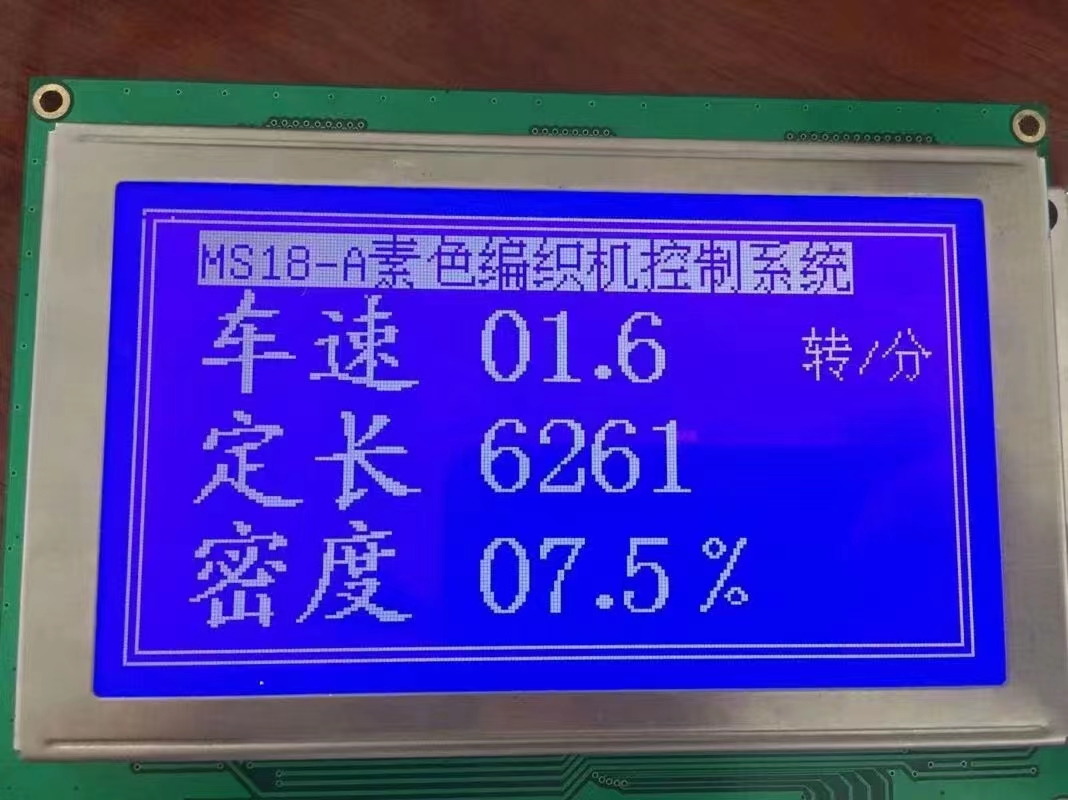 MS18-A素色编织机控制系统
车速 01.6 转/分
定长 6261
密度 07.5%